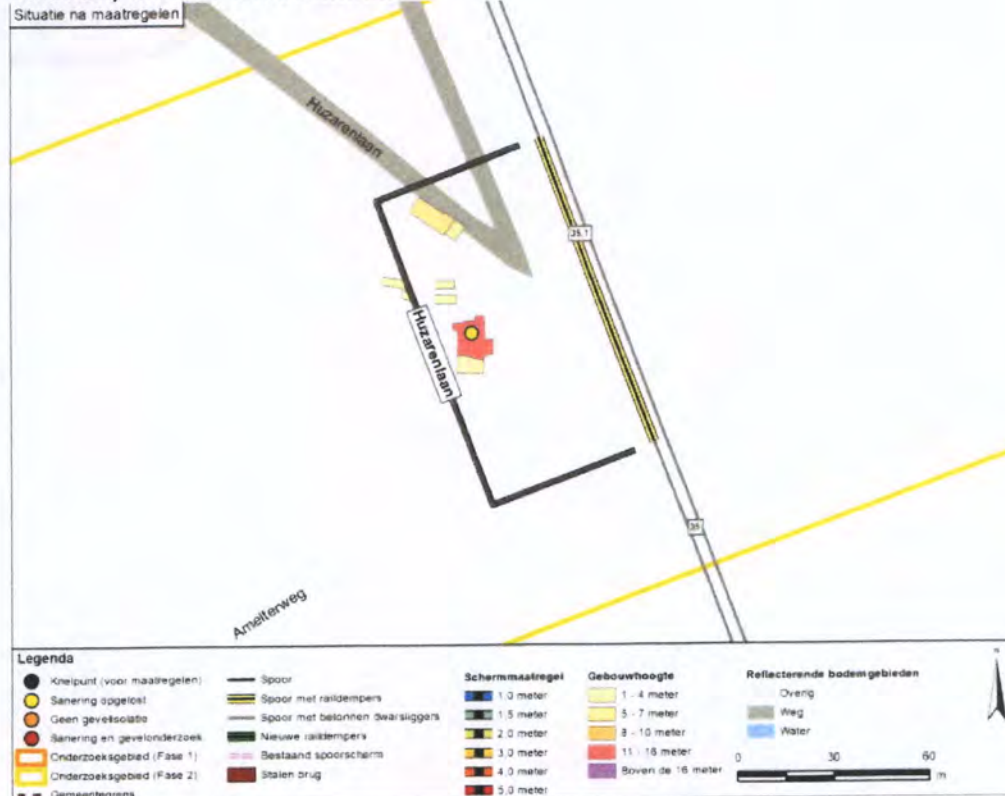 Situatie na maatregelen
Huzarenlaan
35.1
Huzarenlaan
35
Amelterweg
Legenda
Knelpunt (voor maatregelen)
Sanering opgelost
Geen gevelisolatie
Sanering en gevelonderzoek
Onderzoeksgebied (Fase 1)
Onderzoeksgebied (Fase 2)
Gemeentegrens
Spoor
Spoor met raildempers
Spoor met betonnen dwarsliggers
Nieuwe raildempers
Bestaand spoorscherm
Stalen brug
Schermmaatregel
1,0 meter
1,5 meter
2,0 meter
3,0 meter
4,0 meter
5,0 meter
Gebouwhoogte
1 - 4 meter
5 - 7 meter
8 - 10 meter
11 - 16 meter
Boven de 16 meter
Reflecterende bodemgebieden
Overig
Weg
Water
N
0 30 60
m